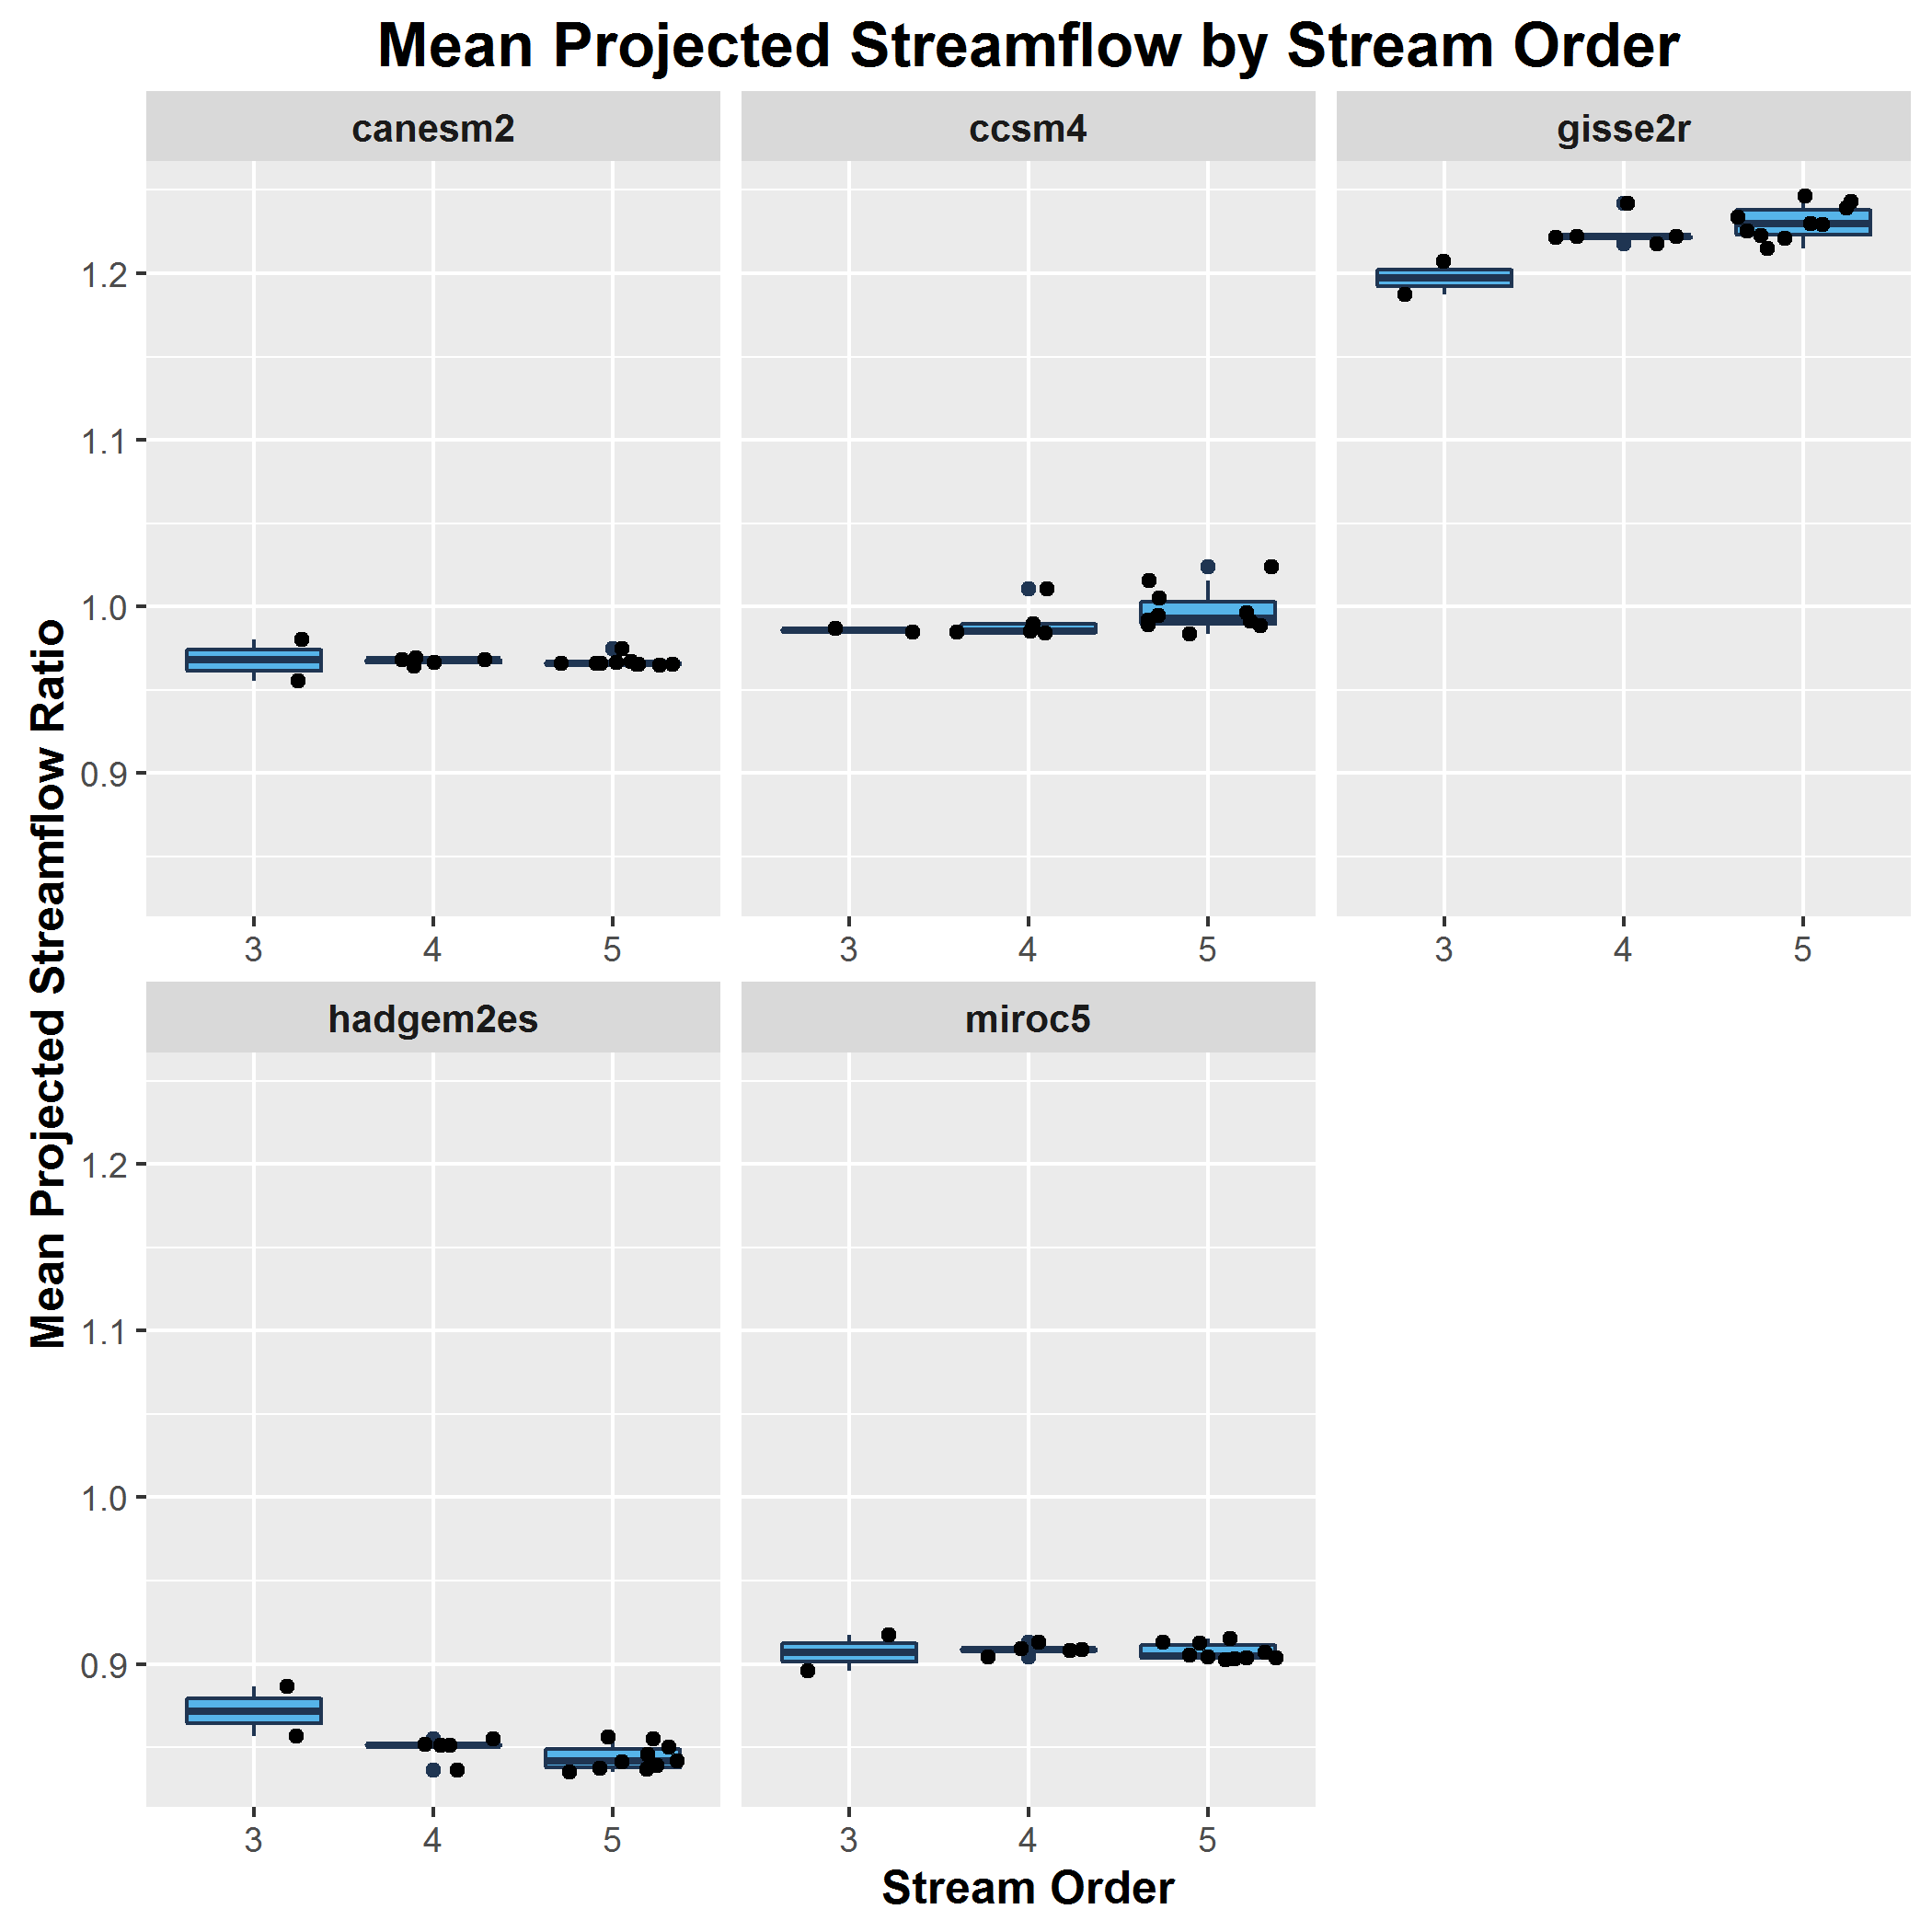 Mean Projected Streamflow by Stream Order
canesm2
ccsm4
gisse2r
1.2
1.1
1.0
0.9
3 4 5
3 4 5
3 4 5
hadgem2es
miroc5
1.2
1.1
1.0
0.9
3 4 5
3 4 5
Mean Projected Streamflow Ratio
Stream Order